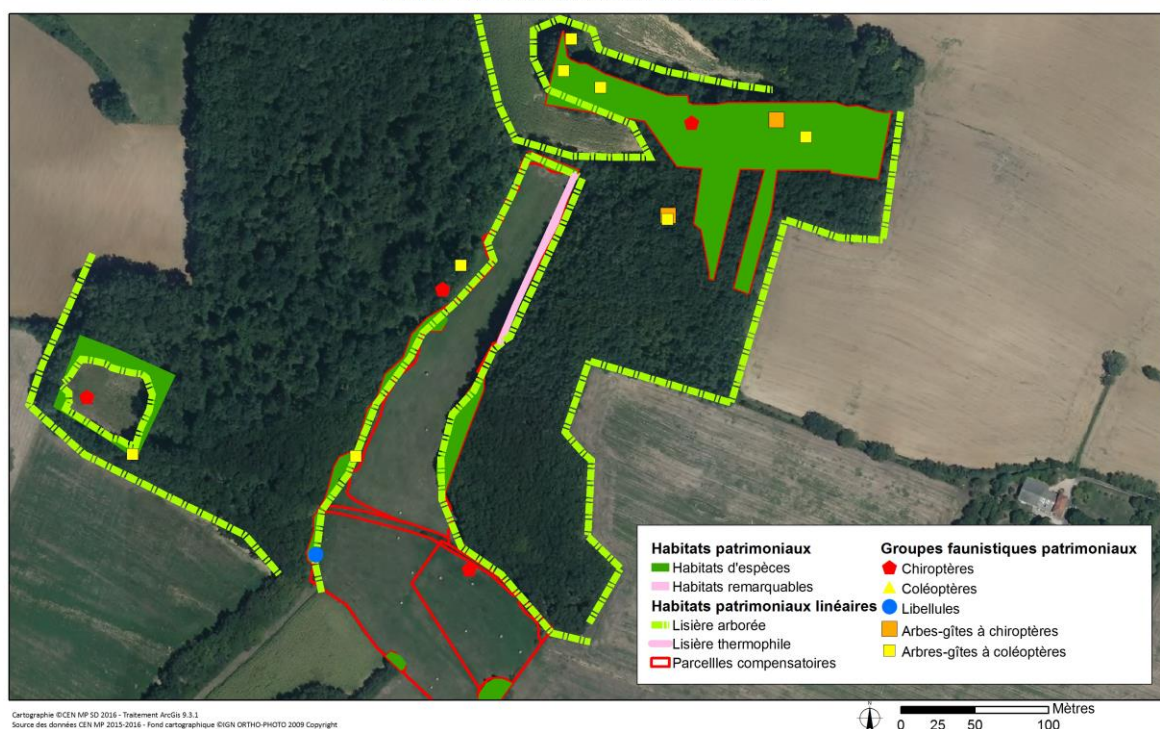 Habitats patrimoniaux
Habitats d'espèces
Habitats remarquables
Habitats patrimoniaux linéaires
Lisière arborée
Lisière thermophile
Parcellles compensatoires
Groupes faunistiques patrimoniaux
Chiroptères
Coléoptères
Libellules
Arbes-gîtes à chiroptères
Arbres-gîtes à coléoptères
Cartographie ©CEN MP SD 2016 - Traitement ArcGis 9.3.1
Source des données CEN MP 2015-2016 - Fond cartographique ©IGN ORTHO-PHOTO 2009 Copyright
N
Mètres
0 25 50 100